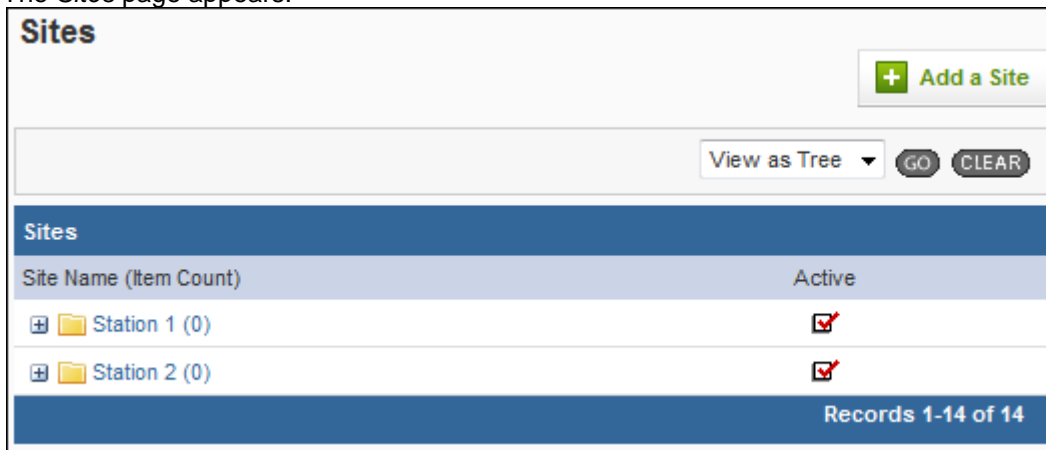 The Sites page appears.
Sites
Add a Site
View as Tree GO CLEAR
Sites
Site Name (Item Count) Active
Station 1 (0)
Station 2 (0)
Records 1-14 of 14